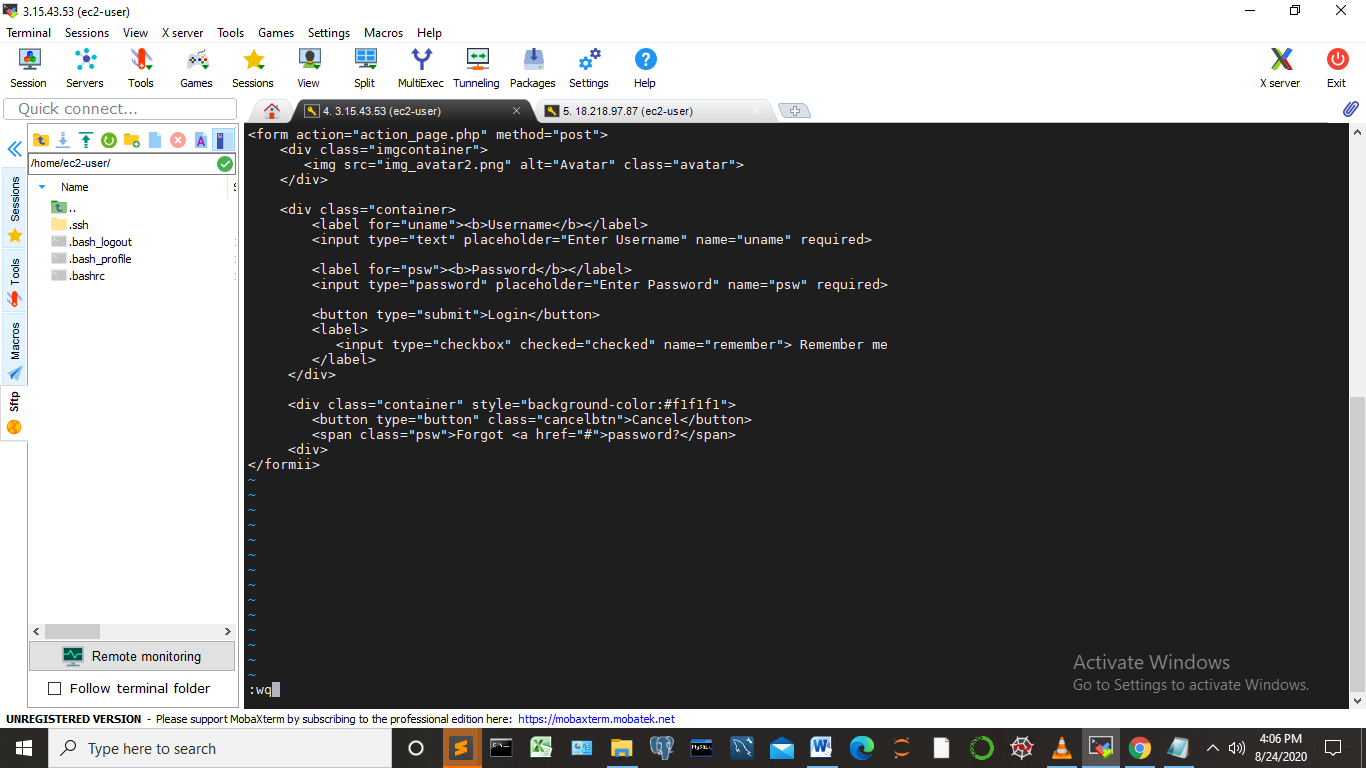 3.15.43.53 (ec2-user)
Terminal Sessions View X server Tools Games Settings Macros Help
Session Servers Tools Games Sessions View Split MultiExec Tunneling Packages Settings Help X server Exit
Quick connect...
4. 3.15.43.53 (ec2-user)
5. 18.218.97.87 (ec2-user)
/home/ec2-user/
Name
..
.ssh
.bash_logout
.bash_profile
.bashrc
Sessions
Tools
Macros
Sftp
Remote monitoring
Follow terminal folder
<form action="action_page.php" method="post">
<div class="imgcontainer">
<img src="img_avatar2.png" alt="Avatar" class="avatar">
</div>
<div class="container>
<label for="uname"><b>Username</b></label>
<input type="text" placeholder="Enter Username" name="uname" required>
<label for="psw"><b>Password</b></label>
<input type="password" placeholder="Enter Password" name="psw" required>
<button type="submit">Login</button>
<label>
<input type="checkbox" checked="checked" name="remember"> Remember me
</label>
</div>
<div class="container" style="background-color:#f1f1f1">
<button type="button" class="cancelbtn">Cancel</button>
<span class="psw">Forgot <a href="#">password?</span>
<div>
</formii>
~
~
~
~
~
~
~
~
~
~
~
~
~
~
:wq
Activate Windows
Go to Settings to activate Windows.
UNREGISTERED VERSION - Please support MobaXterm by subscribing to the professional edition here: https://mobaxterm.mobatek.net
Type here to search
4:06 PM
8/24/2020